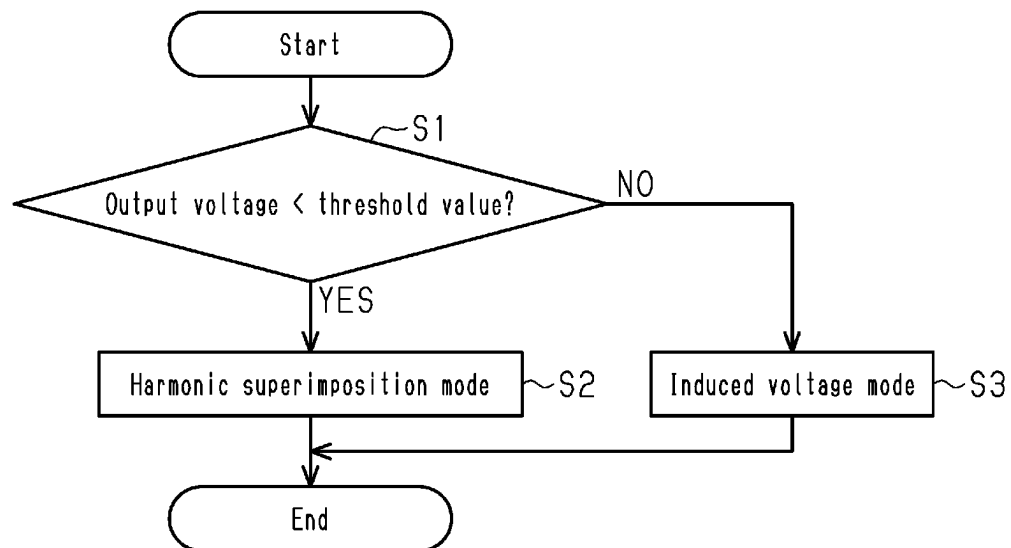 Start
S1
Output voltage < threshold value?
NO
YES
Harmonic superimposition mode
S2
Induced voltage mode
S3
End